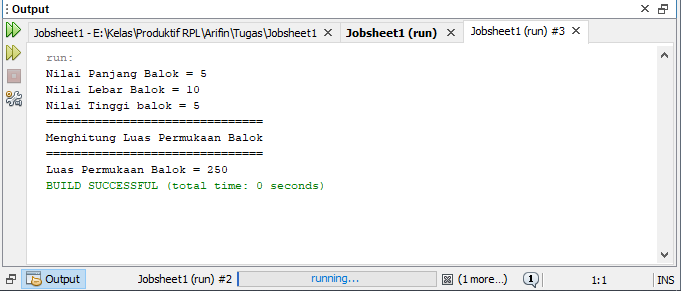 Output
Jobsheet1 - E:\Kelas\Produktif RPL\Arifin\Tugas\Jobsheet1
Jobsheet1 (run)
Jobsheet1 (run) #3
run:
Nilai Panjang Balok = 5
Nilai Lebar Balok = 10
Nilai Tinggi balok = 5
===============================
Menghitung Luas Permukaan Balok
===============================
Luas Permukaan Balok = 250
BUILD SUCCESSFUL (total time: 0 seconds)
Output
Jobsheet1 (run) #2
running...
(1 more...)
1
1:1
INS